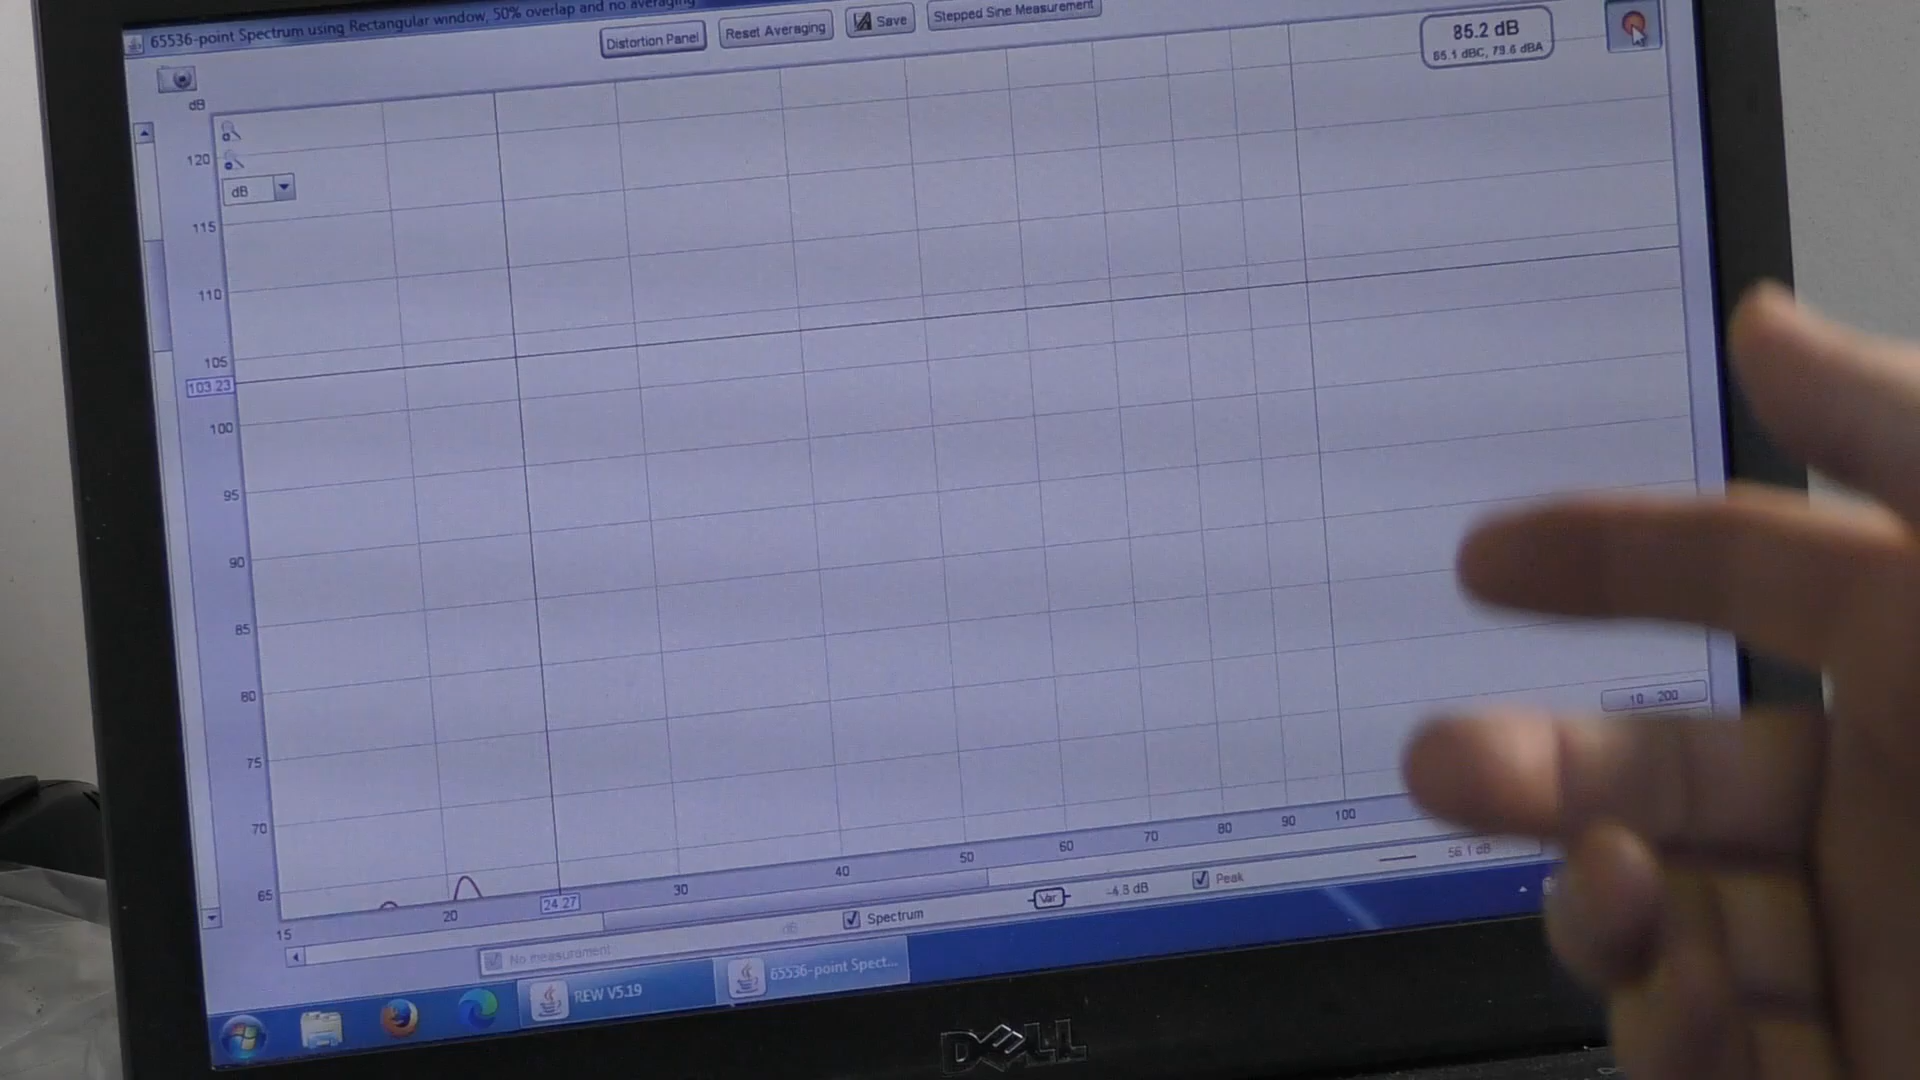 65536-point Spectrum using Rectangular window, 50% overlap and no averaging
Distortion Panel
Reset Averaging
Save
Stepped Sine Measurement
85.2 dB
85.1 dBC, 79.6 dBA
dB
120
dB
115
110
105
103.23
100
95
90
85
80
75
70
65
10 .. 200
15
20
24.27
30
40
50
60
70
80
90
100
No measurement
dB
Spectrum
Var
-4.8 dB
Peak
56.1 dB
REW V5.19
65536-point Spect...
DELL